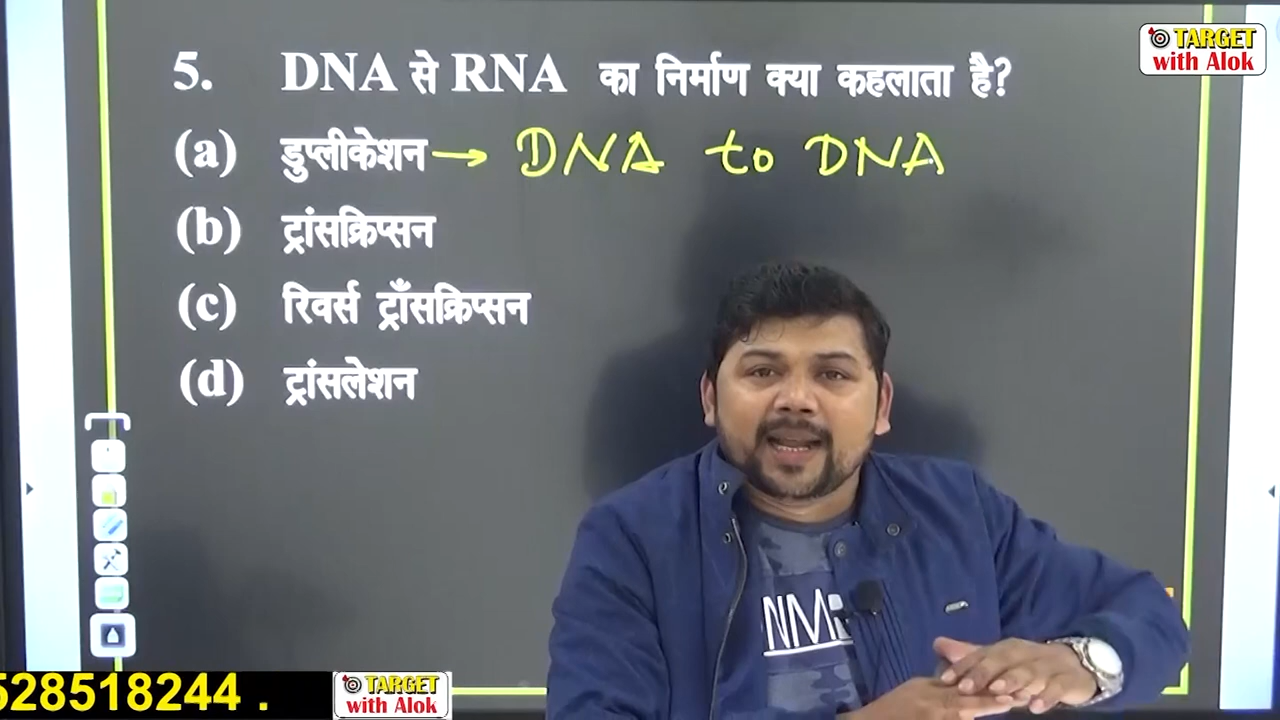 TARGET
with Alok
5. DNA से RNA का निर्माण क्या कहलाता है?
(a) डुप्लीकेशन → DNA to DNA
(b) ट्रांसक्रिप्सन
(c) रिवर्स ट्राँसक्रिप्सन
(d) ट्रांसलेशन
NM
528518244 .
TARGET
with Alok